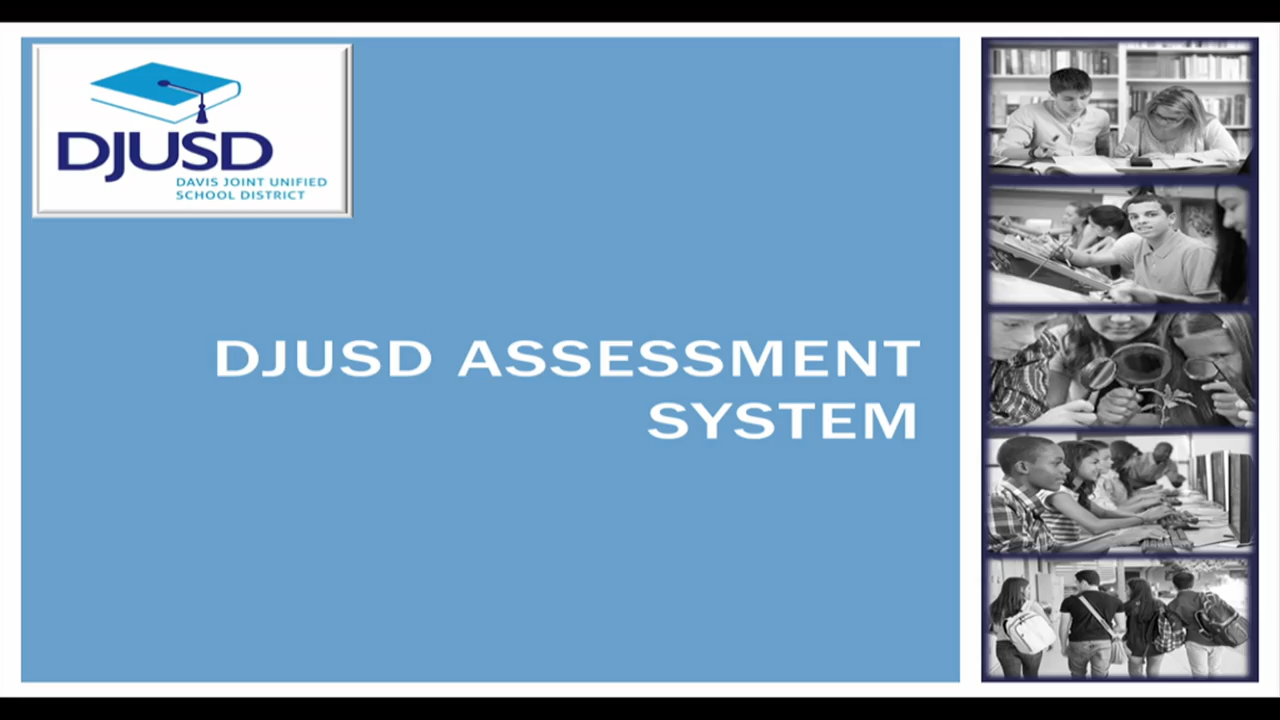 DJUSD
DAVIS JOINT UNIFIED
SCHOOL DISTRICT
DJUSD ASSESSMENT
SYSTEM